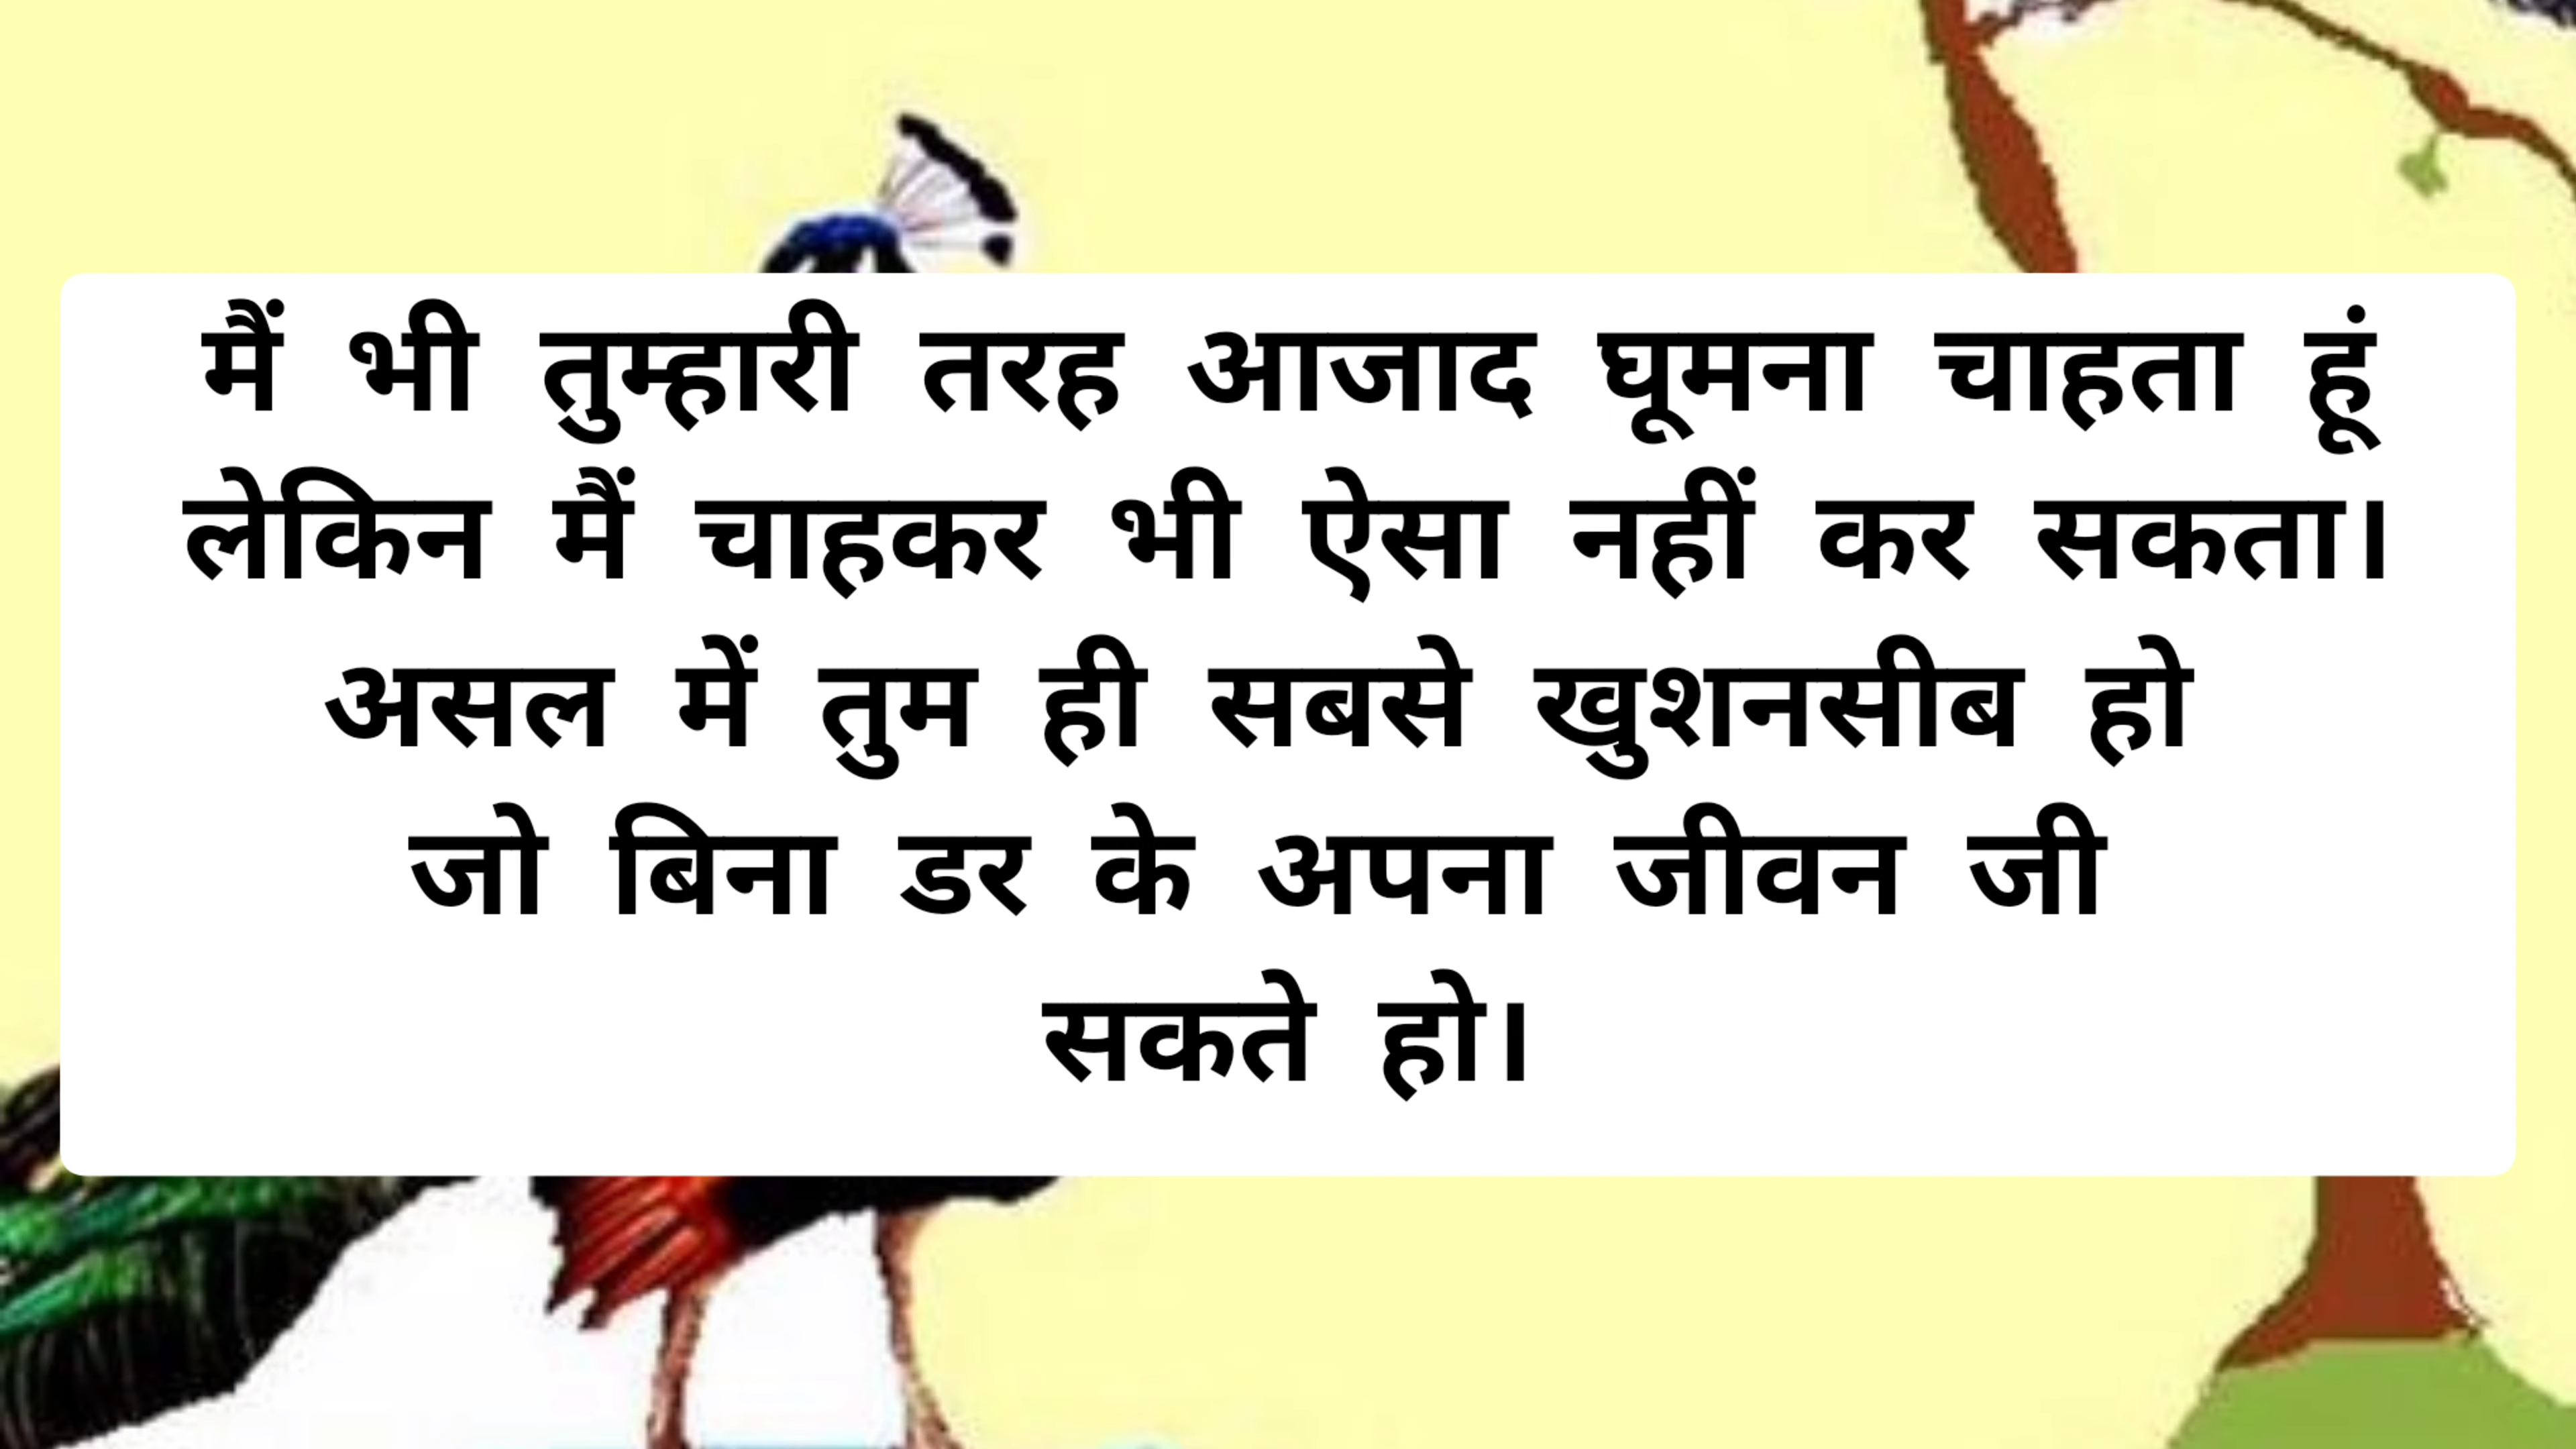 मैं भी तुम्हारी तरह आजाद घूमना चाहता हूं
लेकिन मैं चाहकर भी ऐसा नहीं कर सकता।
असल में तुम ही सबसे खुशनसीब हो
जो बिना डर के अपना जीवन जी
सकते हो।